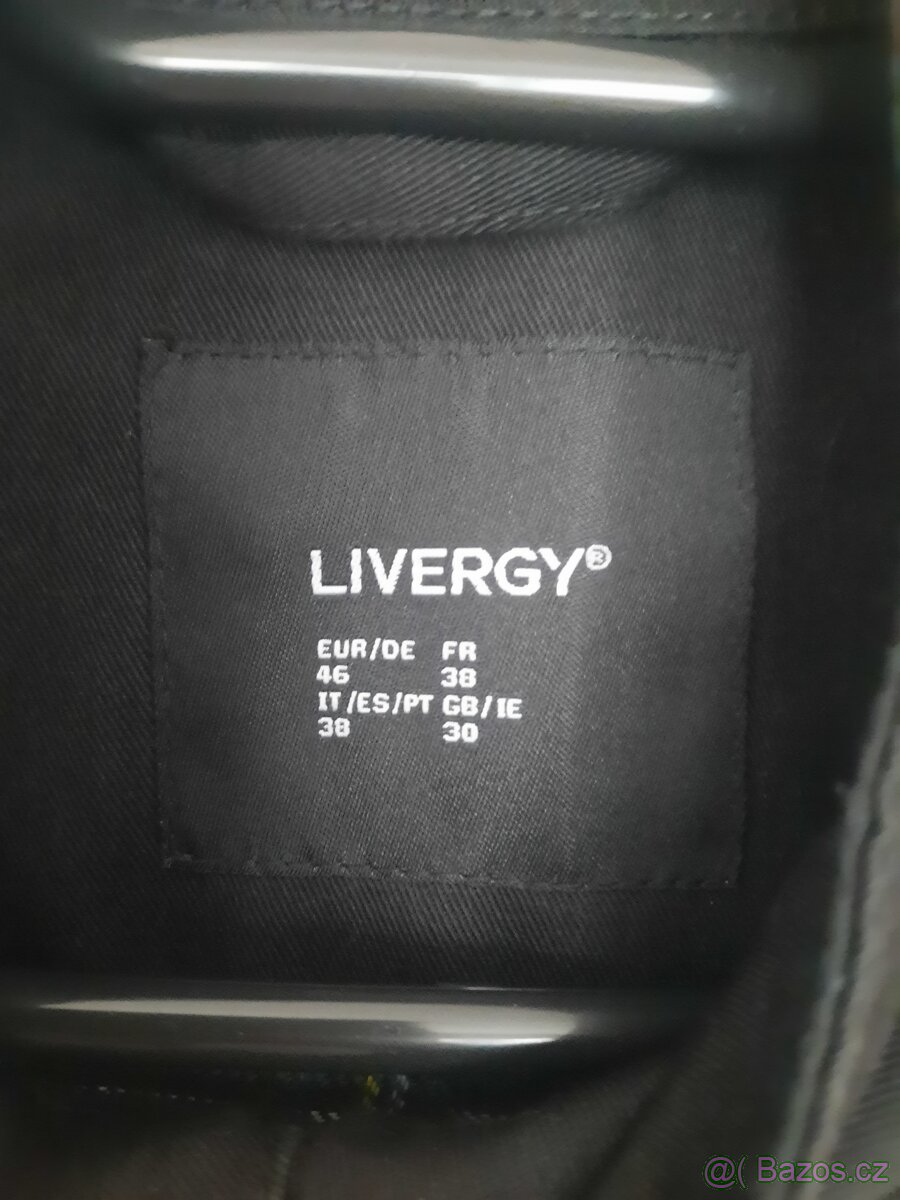 LIVERGY®
EUR/DE FR
46 38
IT/ES/PT GB/IE
38 30
@( Bazos.cz